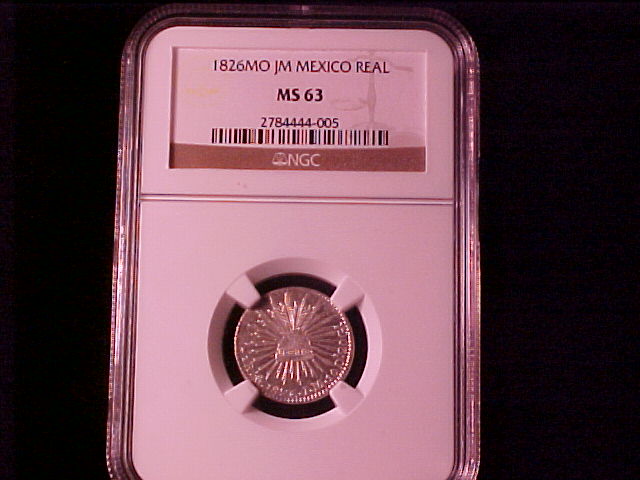 1826MO JM MEXICO REAL
MS 63
2784444-005
NGC